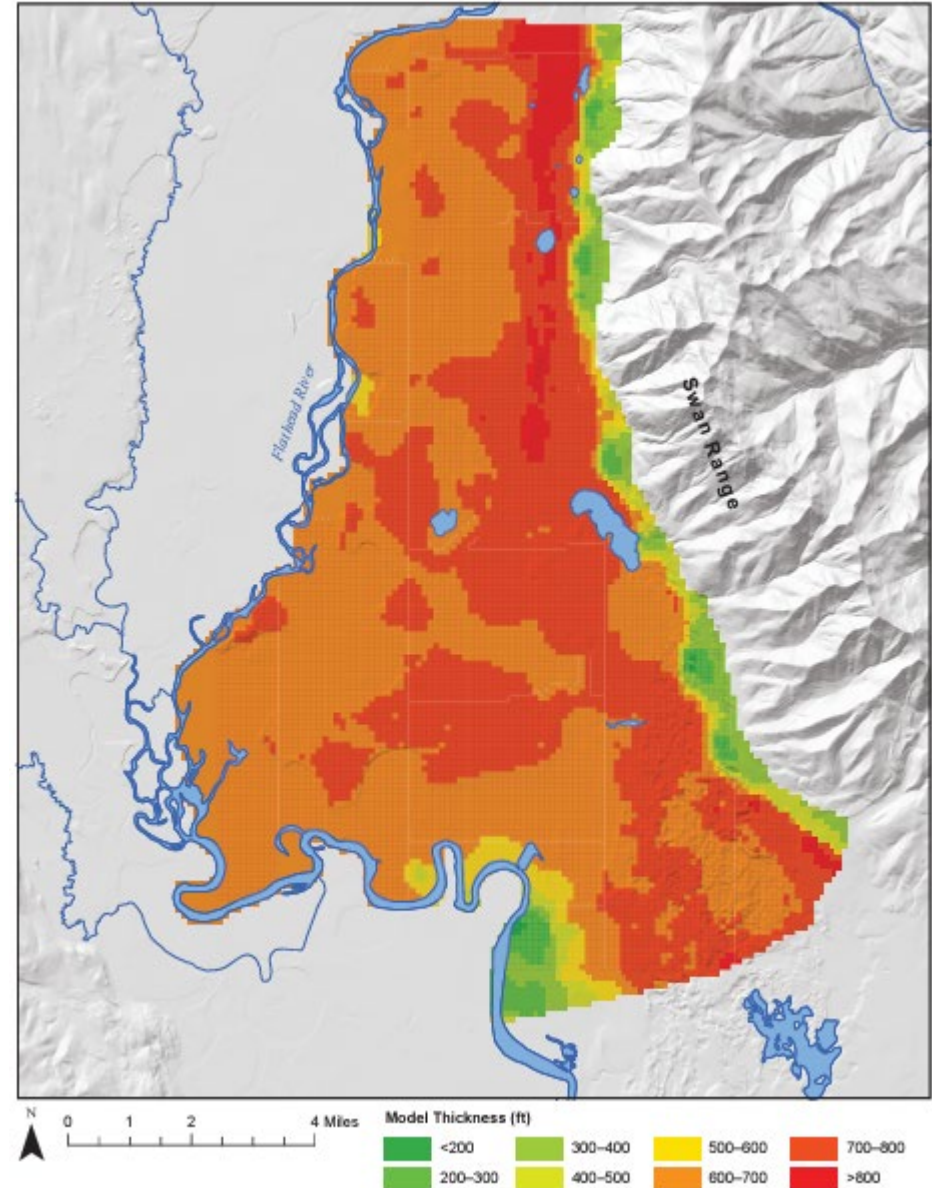 Flathead River
Swan Range
N
0 1 2 4 Miles
Model Thickness (ft)
<200 300–400 500–600 700–800
200–300 400–500 600–700 >800